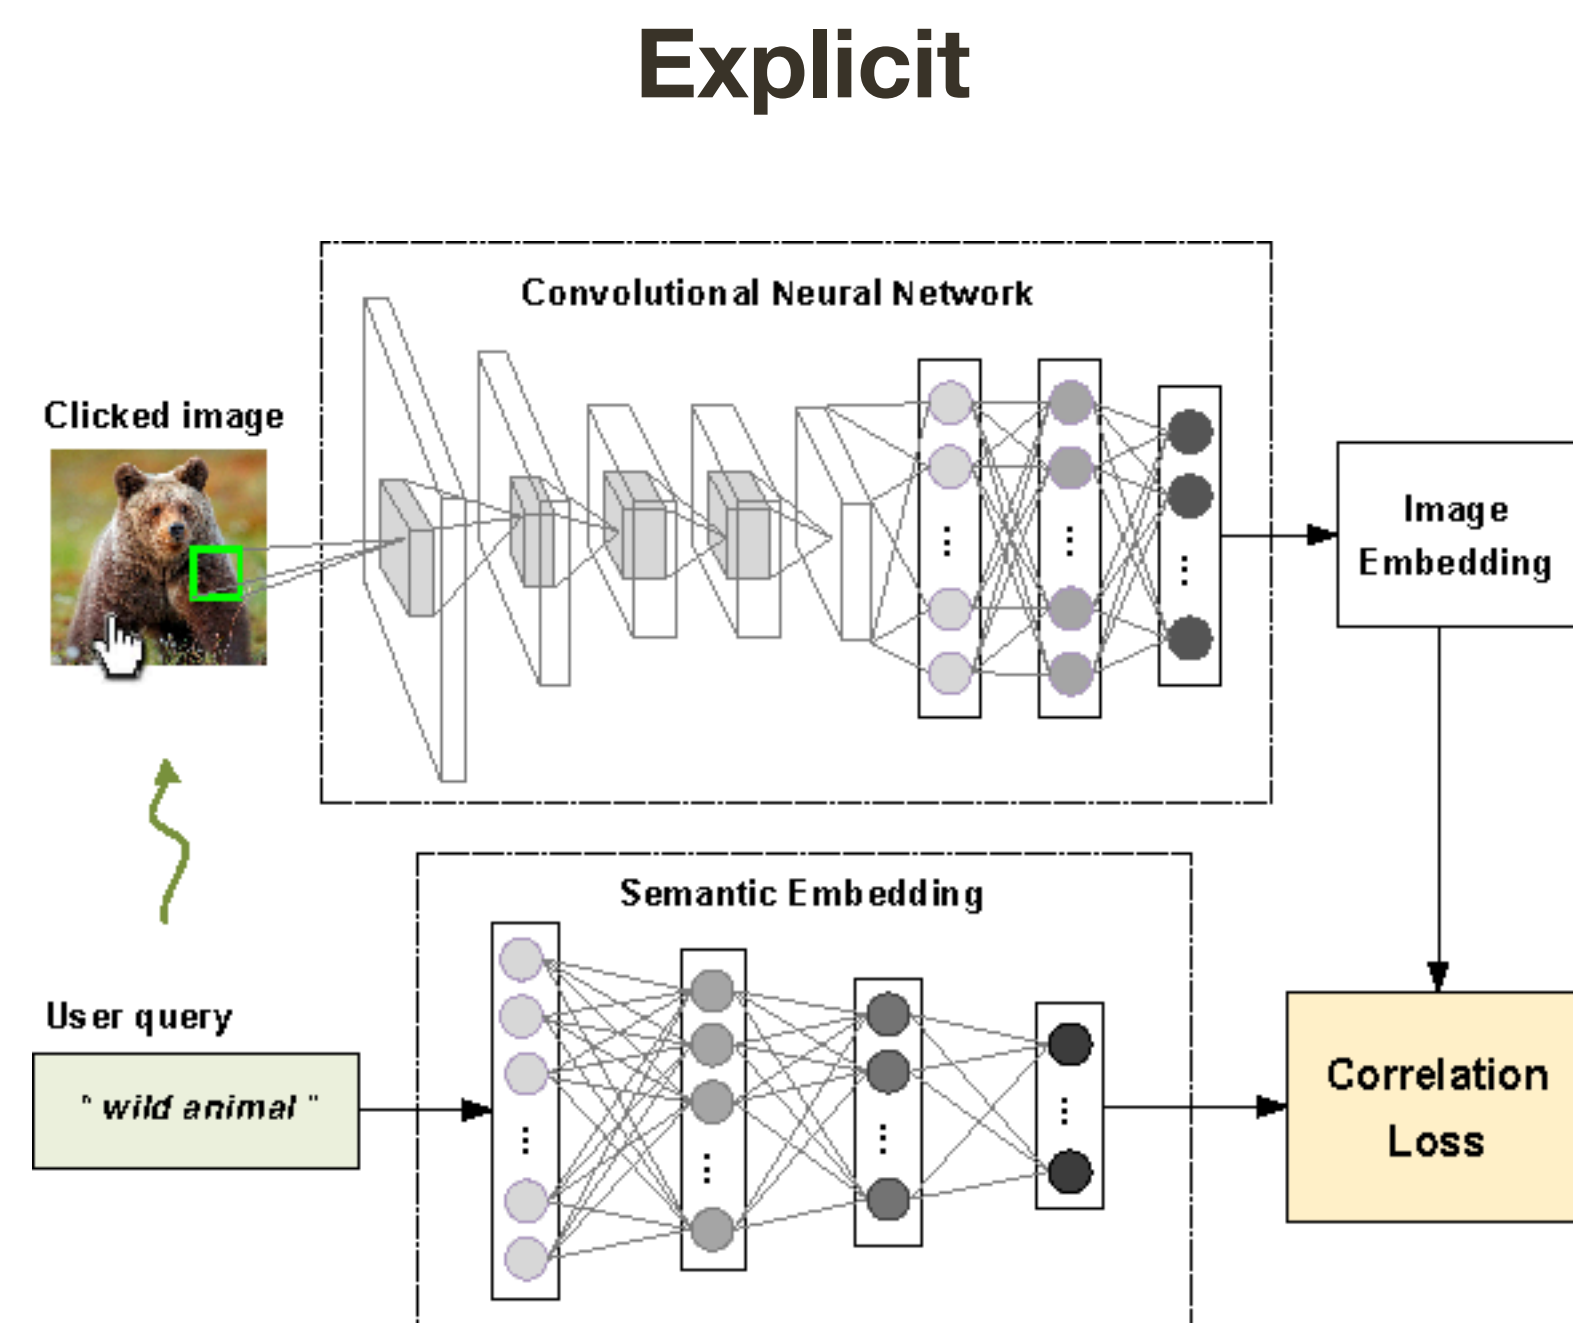 Explicit
Convolutional Neural Network
Clicked image
Image
Embedding
Semantic Embedding
User query
" wild animal "
Correlation
Loss